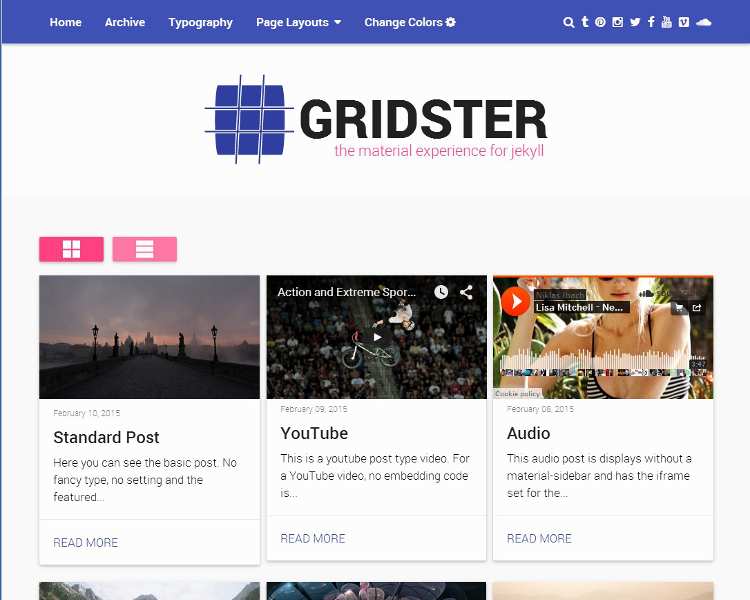 Home Archive Typography Page Layouts Change Colors
GRIDSTER
the material experience for jekyll
Action and Extreme Spor...
Niklas Ibach
Lisa Mitchell - Ne...
3:47
Cookie policy
February 10, 2015
Standard Post
Here you can see the basic post. No
fancy type, no setting and the
featured...
READ MORE
February 09, 2015
YouTube
This is a youtube post type video. For
a YouTube video, no embedding code
is...
READ MORE
February 08, 2015
Audio
This audio post is displays without a
material-sidebar and has the iframe
set for the...
READ MORE